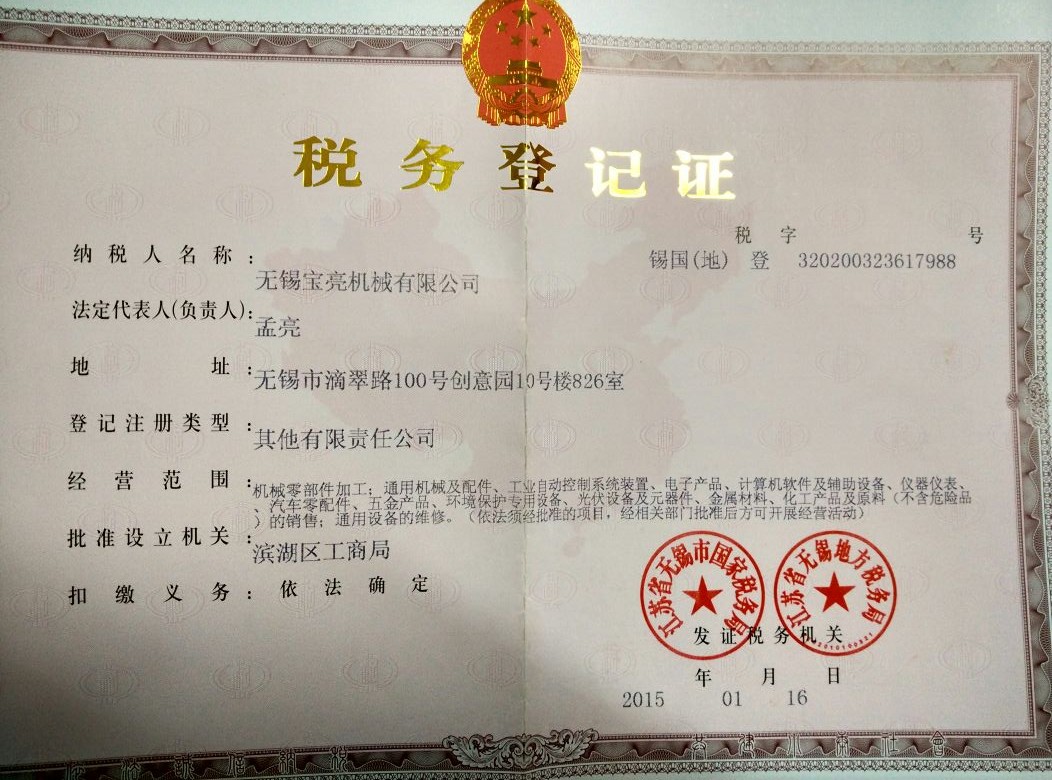 税务登记证
税 字 号
锡国(地) 登 320200323617988
纳税人名称：
无锡宝亮机械有限公司
法定代表人(负责人)：
孟亮
地 址：
无锡市滴翠路100号创意园10号楼826室
登记注册类型：
其他有限责任公司
经营范围：
机械零部件加工；通用机械及配件、工业自动控制系统装置、电子产品、计算机软件及辅助设备、仪器仪表、
、汽车零配件、五金产品、环境保护专用设备、光伏设备及元器件、金属材料、化工产品及原料（不含危险品
）的销售；通用设备的维修。（依法须经批准的项目，经相关部门批准后方可开展经营活动）
批准设立机关：
滨湖区工商局
扣缴义务：依法确定
江苏省无锡市国家税务局
江苏省无锡地方税务局
发证税务机关
年 月 日
2015 01 16